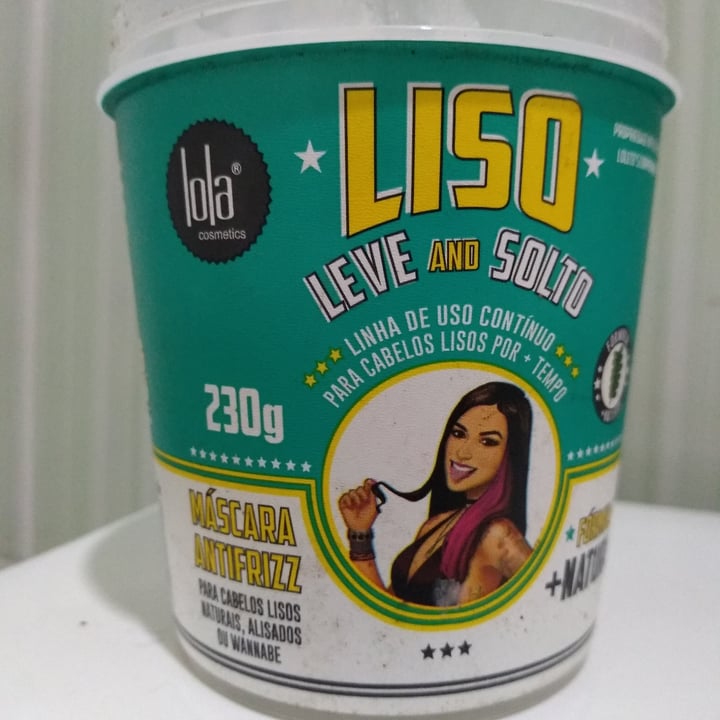 lola®
cosmetics
LISO
LEVE AND SOLTO
LINHA DE USO CONTÍNUO
PARA CABELOS LISOS POR + TEMPO
230g
MÁSCARA
ANTIFRIZZ
PARA CABELOS LISOS
NATURAIS, ALISADOS
OU WANNABE